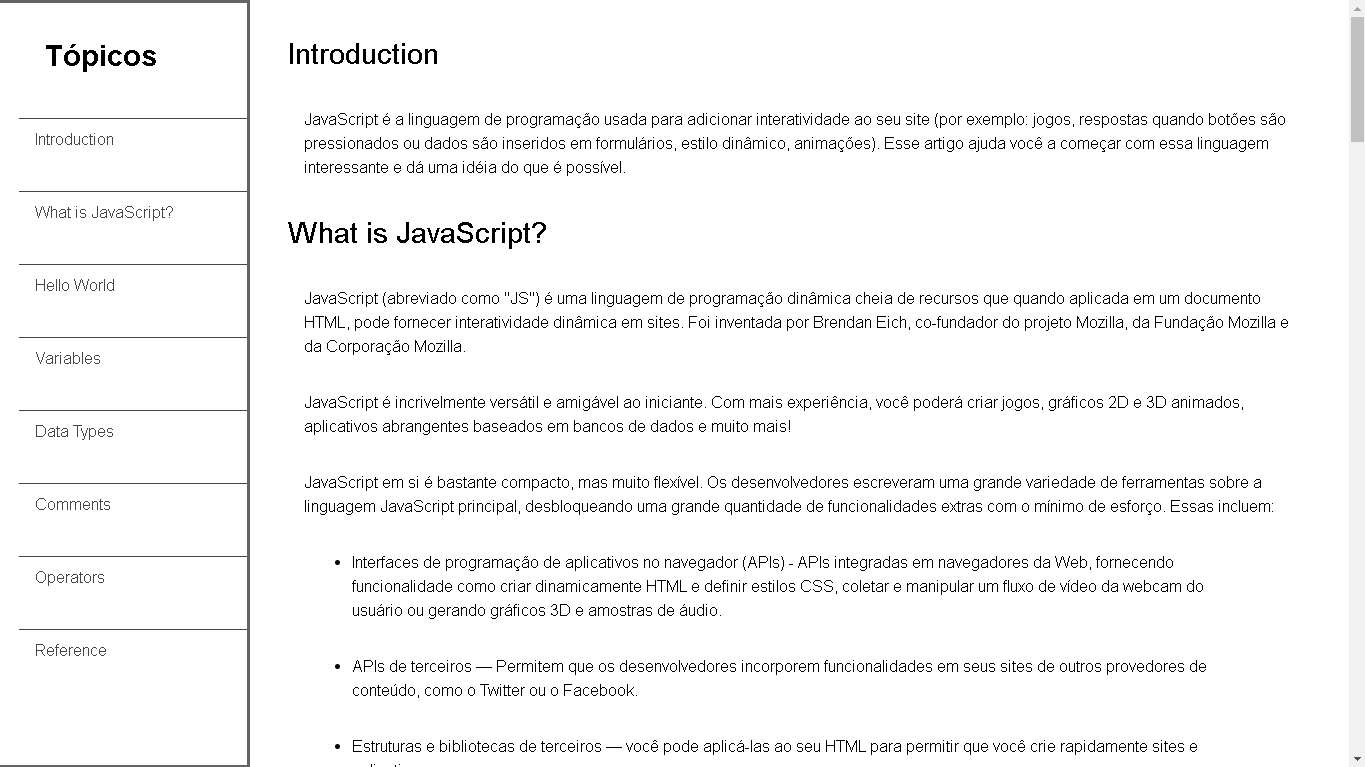 Tópicos
Introduction
What is JavaScript?
Hello World
Variables
Data Types
Comments
Operators
Reference
Introduction
JavaScript é a linguagem de programação usada para adicionar interatividade ao seu site (por exemplo: jogos, respostas quando botões são
pressionados ou dados são inseridos em formulários, estilo dinâmico, animações). Esse artigo ajuda você a começar com essa linguagem
interessante e dá uma idéia do que é possível.
What is JavaScript?
JavaScript (abreviado como "JS") é uma linguagem de programação dinâmica cheia de recursos que quando aplicada em um documento
HTML, pode fornecer interatividade dinâmica em sites. Foi inventada por Brendan Eich, co-fundador do projeto Mozilla, da Fundação Mozilla e
da Corporação Mozilla.
JavaScript é incrivelmente versátil e amigável ao iniciante. Com mais experiência, você poderá criar jogos, gráficos 2D e 3D animados,
aplicativos abrangentes baseados em bancos de dados e muito mais!
JavaScript em si é bastante compacto, mas muito flexível. Os desenvolvedores escreveram uma grande variedade de ferramentas sobre a
linguagem JavaScript principal, desbloqueando uma grande quantidade de funcionalidades extras com o mínimo de esforço. Essas incluem:
• Interfaces de programação de aplicativos no navegador (APIs) - APIs integradas em navegadores da Web, fornecendo
funcionalidade como criar dinamicamente HTML e definir estilos CSS, coletar e manipular um fluxo de vídeo da webcam do
usuário ou gerando gráficos 3D e amostras de áudio.
• APIs de terceiros — Permitem que os desenvolvedores incorporem funcionalidades em seus sites de outros provedores de
conteúdo, como o Twitter ou o Facebook.
• Estruturas e bibliotecas de terceiros — você pode aplicá-las ao seu HTML para permitir que você crie rapidamente sites e